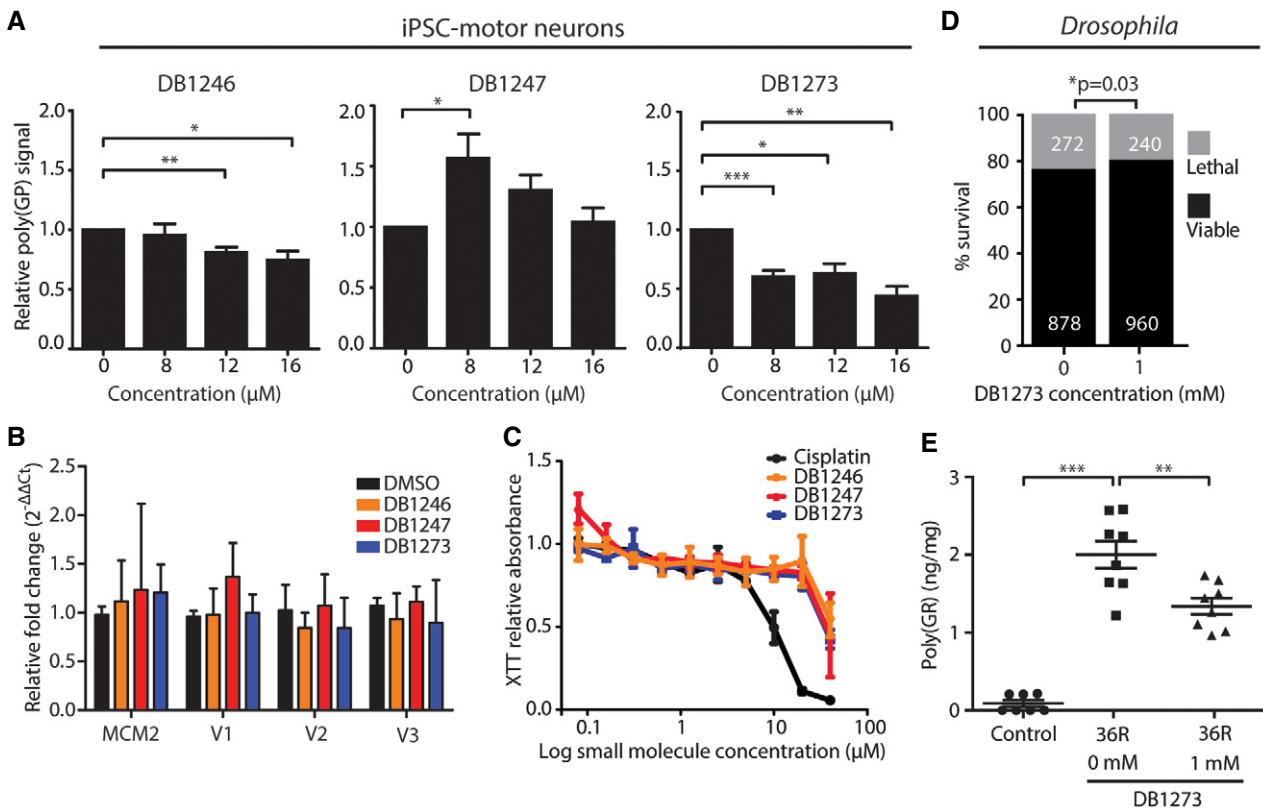 A
iPSC-motor neurons
DB1246
Relative poly(GP) signal
2.0
1.5
1.0
0.5
0.0
*
**
0 8 12 16
Concentration (μM)
DB1247
2.0
1.5
1.0
0.5
0.0
*
0 8 12 16
Concentration (μM)
DB1273
2.0
1.5
1.0
0.5
0.0
**
*
***
0 8 12 16
Concentration (μM)
D
Drosophila
*p=0.03
% survival
100
80
60
40
20
0
272 240
878 960
Lethal
Viable
0 1
DB1273 concentration (mM)
B
Relative fold change (2-ΔΔCt)
2.5
2.0
1.5
1.0
0.5
0.0
DMSO
DB1246
DB1247
DB1273
MCM2 V1 V2 V3
C
XTT relative absorbance
1.5
1.0
0.5
0.0
Cisplatin
DB1246
DB1247
DB1273
0.1 1 10 100
Log small molecule concentration (μM)
E
Poly(GR) (ng/mg)
3
2
1
0
*** **
Control 36R 36R
0 mM 1 mM
DB1273